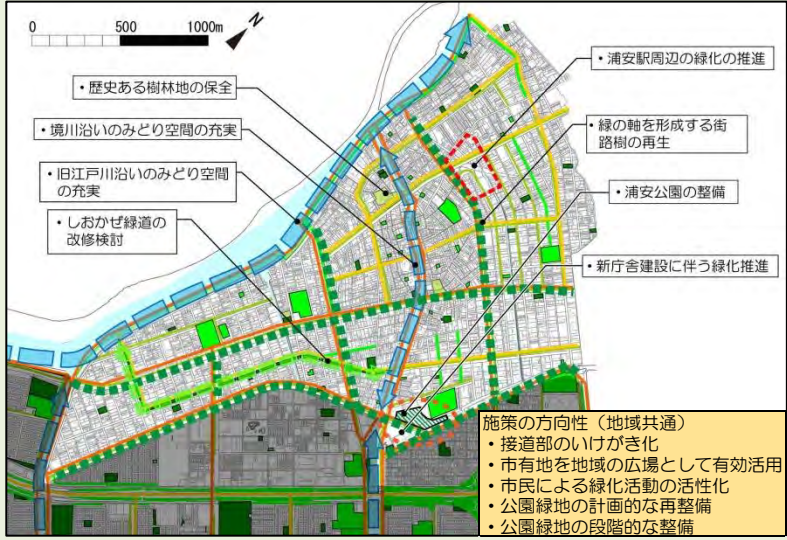 0 500 1000m
N
・歴史ある樹林地の保全
・境川沿いのみどり空間の充実
・旧江戸川沿いのみどり空間
の充実
・しおかぜ緑道の
改修検討
・浦安駅周辺の緑化の推進
・緑の軸を形成する街
路樹の再生
・浦安公園の整備
・新庁舎建設に伴う緑化推進
施策の方向性（地域共通）
・接道部のいけがき化
・市有地を地域の広場として有効活用
・市民による緑化活動の活性化
・公園緑地の計画的な再整備
・公園緑地の段階的な整備